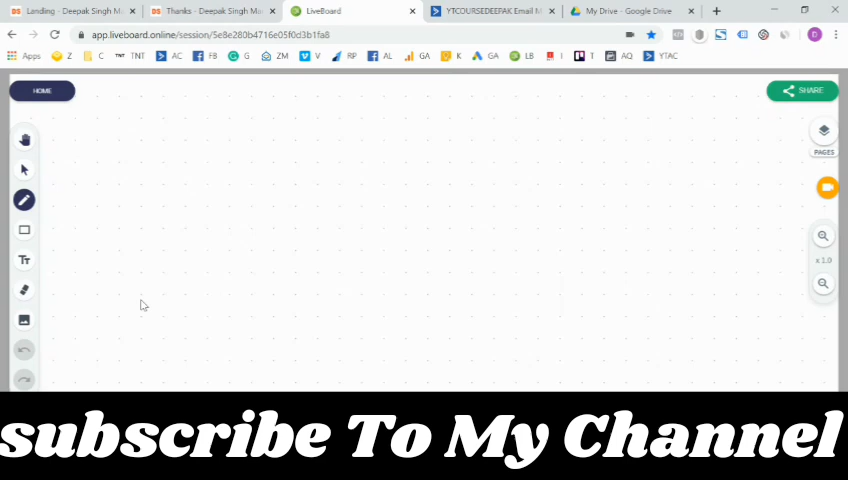 Landing - Deepak Singh M
Thanks - Deepak Singh Ma
LiveBoard
YTCOURSEDEEPAK Email M
My Drive - Google Drive
app.liveboard.online/session/5e8e280b4716e05f0d3b1fa8
D
Apps Z C TNT TNT AC FB G ZM V RP AL GA K GA LB I T AQ YTAC
HOME
SHARE
PAGES
Tт
x 1.0
subscribe To My Channel